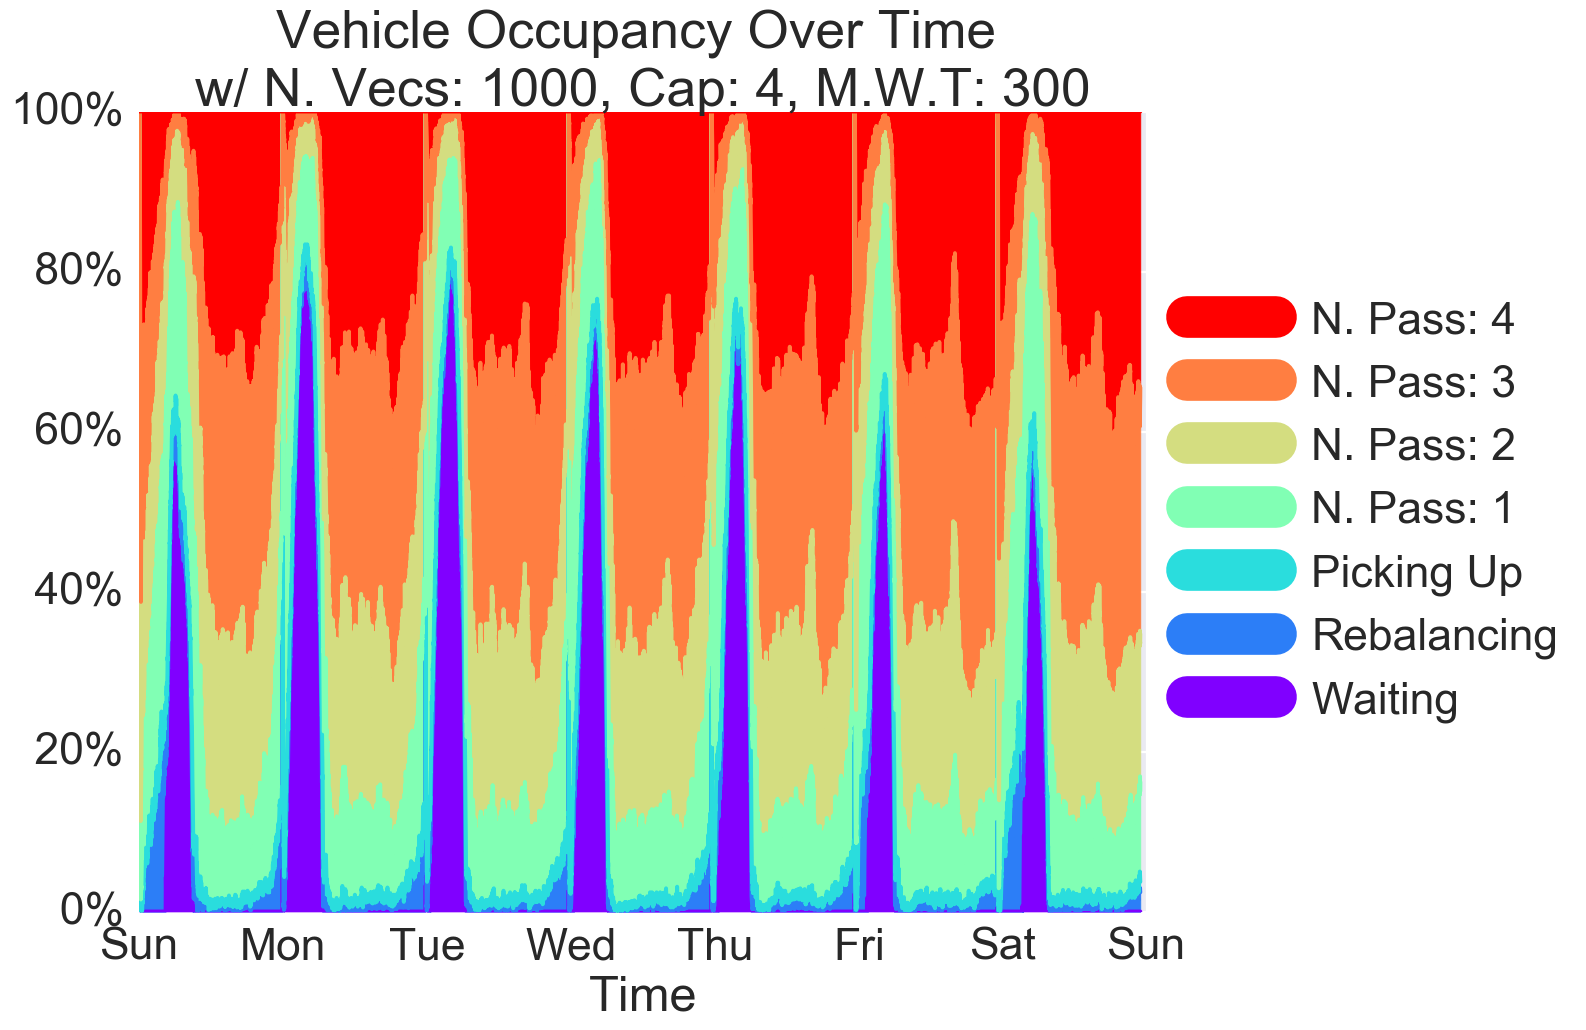 Vehicle Occupancy Over Time
w/ N. Vecs: 1000, Cap: 4, M.W.T: 300
100%
80%
60%
40%
20%
0%
Sun Mon Tue Wed Thu Fri Sat Sun
Time
N. Pass: 4
N. Pass: 3
N. Pass: 2
N. Pass: 1
Picking Up
Rebalancing
Waiting